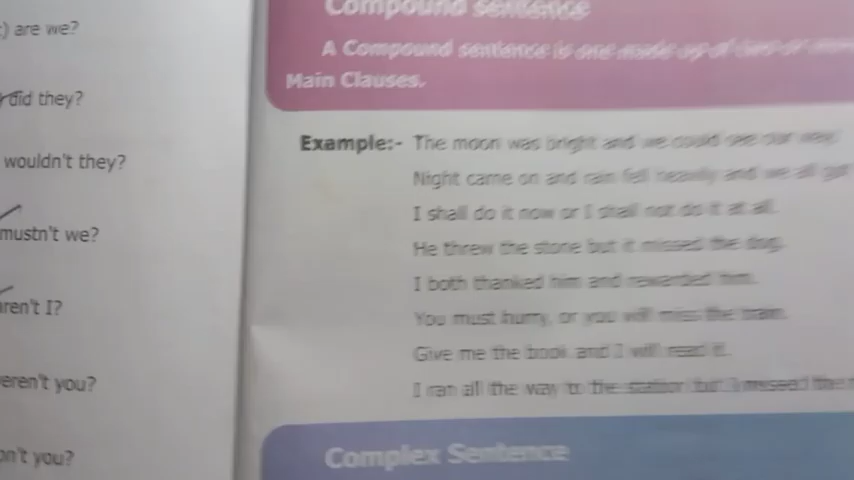 ) are we?
did they?
wouldn't they?
mustn't we?
ren't I?
eren't you?
on't you?
Compound sentence
A Compound sentence is one made up of two or more
Main Clauses.
Example:- The moon was bright and we could see our way.
Night came on and rain fell heavily and we all got
I shall do it now or I shall not do it at all.
He threw the stone but it missed the dog.
I both thanked him and rewarded him.
You must hurry, or you will miss the train.
Give me the book and I will read it.
I ran all the way to the station but I missed the
Complex Sentence